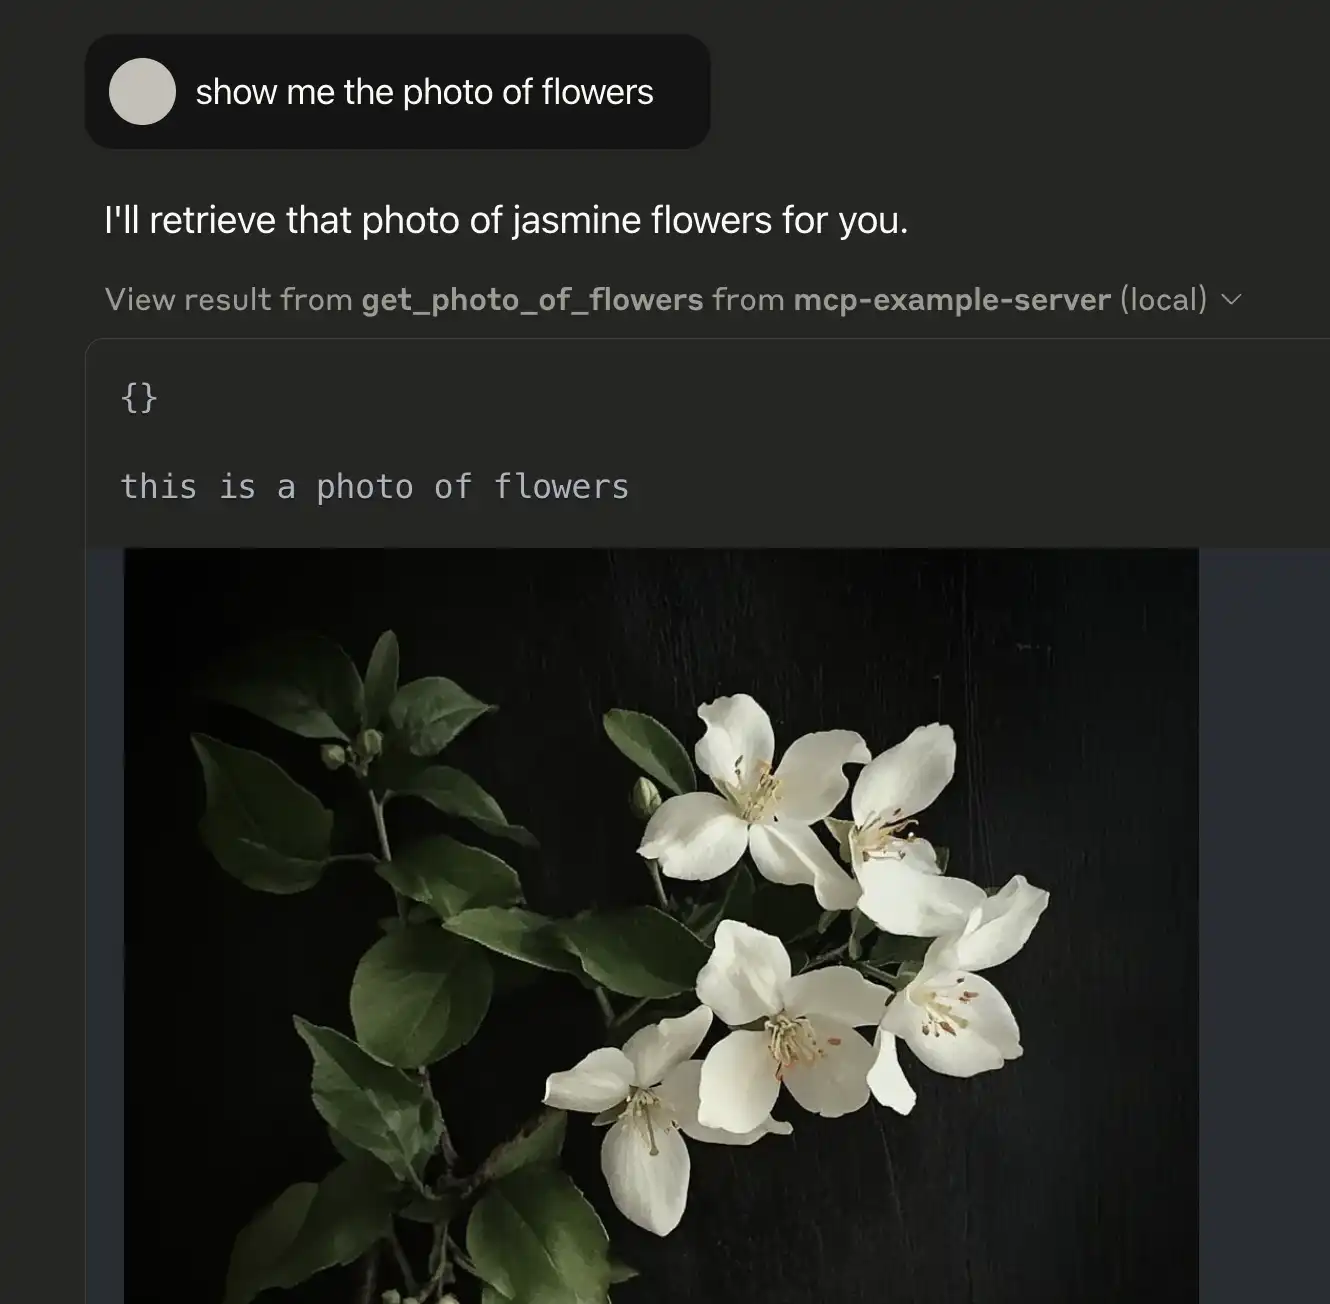 show me the photo of flowers
I'll retrieve that photo of jasmine flowers for you.
View result from get_photo_of_flowers from mcp-example-server (local)
{}
this is a photo of flowers